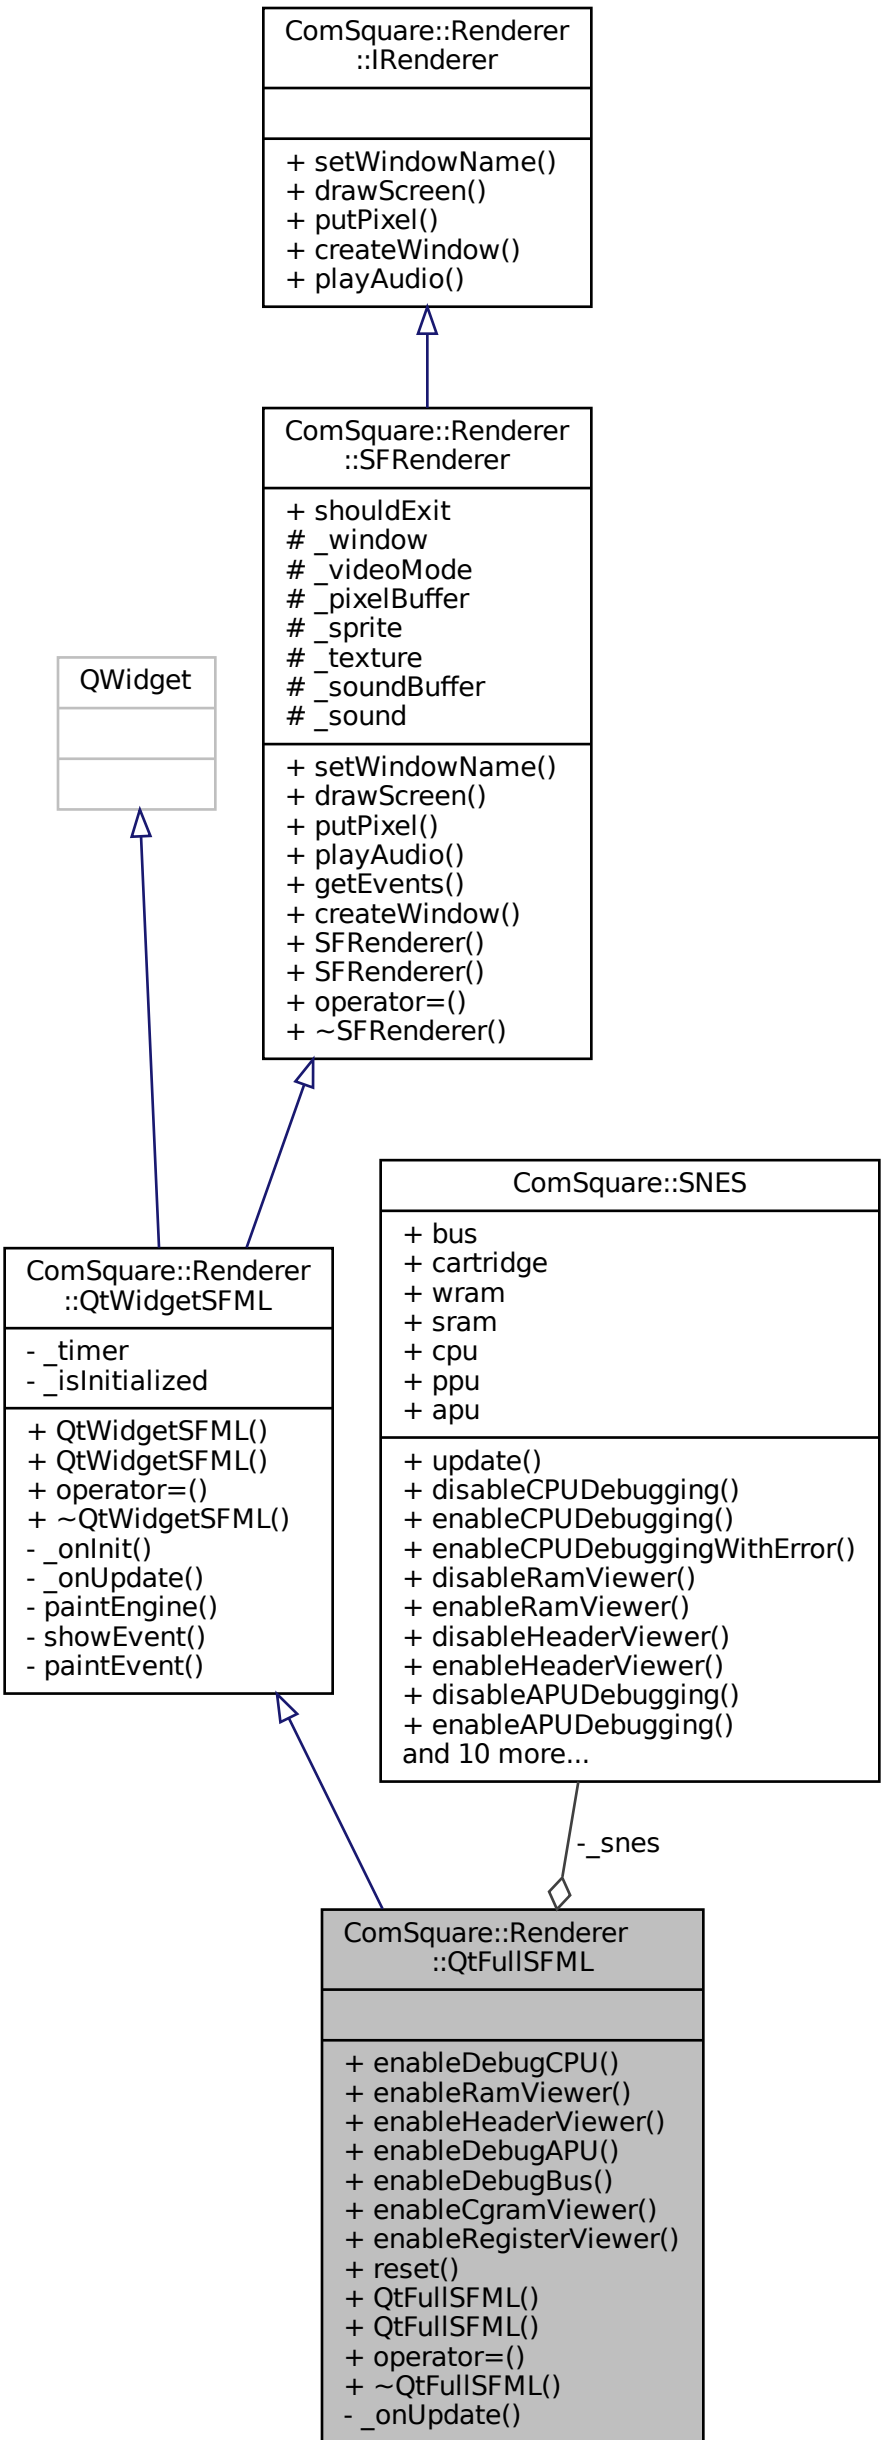 ComSquare::Renderer
::IRenderer
+ setWindowName()
+ drawScreen()
+ putPixel()
+ createWindow()
+ playAudio()
ComSquare::Renderer
::SFRenderer
+ shouldExit
# _window
# _videoMode
# _pixelBuffer
# _sprite
# _texture
# _soundBuffer
# _sound
+ setWindowName()
+ drawScreen()
+ putPixel()
+ playAudio()
+ getEvents()
+ createWindow()
+ SFRenderer()
+ SFRenderer()
+ operator=()
+ ~SFRenderer()
QWidget
ComSquare::Renderer
::QtWidgetSFML
- _timer
- _isInitialized
+ QtWidgetSFML()
+ QtWidgetSFML()
+ operator=()
+ ~QtWidgetSFML()
- _onInit()
- _onUpdate()
- paintEngine()
- showEvent()
- paintEvent()
ComSquare::SNES
+ bus
+ cartridge
+ wram
+ sram
+ cpu
+ ppu
+ apu
+ update()
+ disableCPUDebugging()
+ enableCPUDebugging()
+ enableCPUDebuggingWithError()
+ disableRamViewer()
+ enableRamViewer()
+ disableHeaderViewer()
+ enableHeaderViewer()
+ disableAPUDebugging()
+ enableAPUDebugging()
and 10 more...
-_snes
ComSquare::Renderer
::QtFullSFML
+ enableDebugCPU()
+ enableRamViewer()
+ enableHeaderViewer()
+ enableDebugAPU()
+ enableDebugBus()
+ enableCgramViewer()
+ enableRegisterViewer()
+ reset()
+ QtFullSFML()
+ QtFullSFML()
+ operator=()
+ ~QtFullSFML()
- _onUpdate()